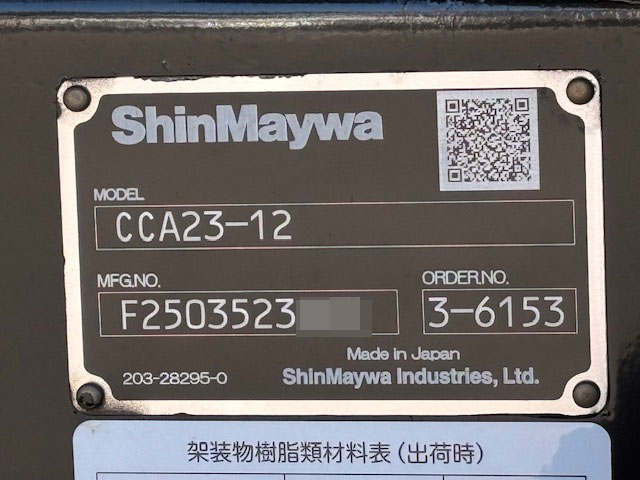 ShinMaywa
MODEL
CCA23-12
MFG.NO.
F2503523
ORDER.NO.
3-6153
Made in Japan
203-28295-0
ShinMaywa Industries, Ltd.
架装物樹脂類材料表(出荷時)